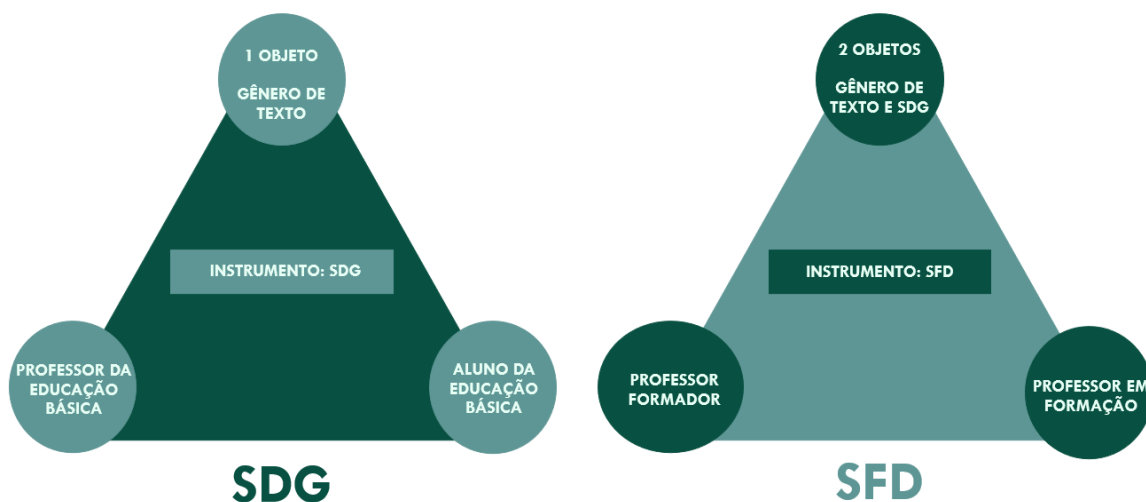 1 OBJETO
GÊNERO DE
TEXTO
INSTRUMENTO: SDG
PROFESSOR DA
EDUCAÇÃO
BÁSICA
ALUNO DA
EDUCAÇÃO
BÁSICA
SDG
2 OBJETOS
GÊNERO DE
TEXTO E SDG
INSTRUMENTO: SFD
PROFESSOR
FORMADOR
PROFESSOR EM
FORMAÇÃO
SFD